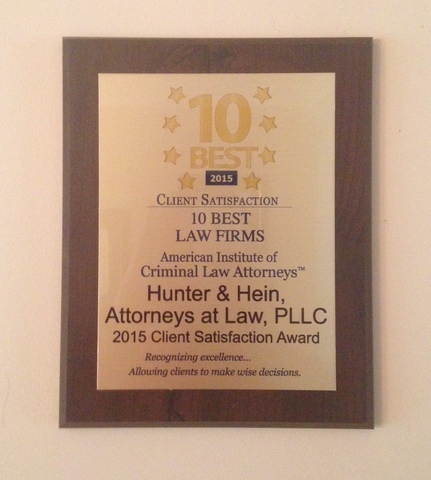 10
BEST
2015
CLIENT SATISFACTION
10 BEST
LAW FIRMS
American Institute of
Criminal Law Attorneys™
Hunter & Hein,
Attorneys at Law, PLLC
2015 Client Satisfaction Award
Recognizing excellence...
Allowing clients to make wise decisions.